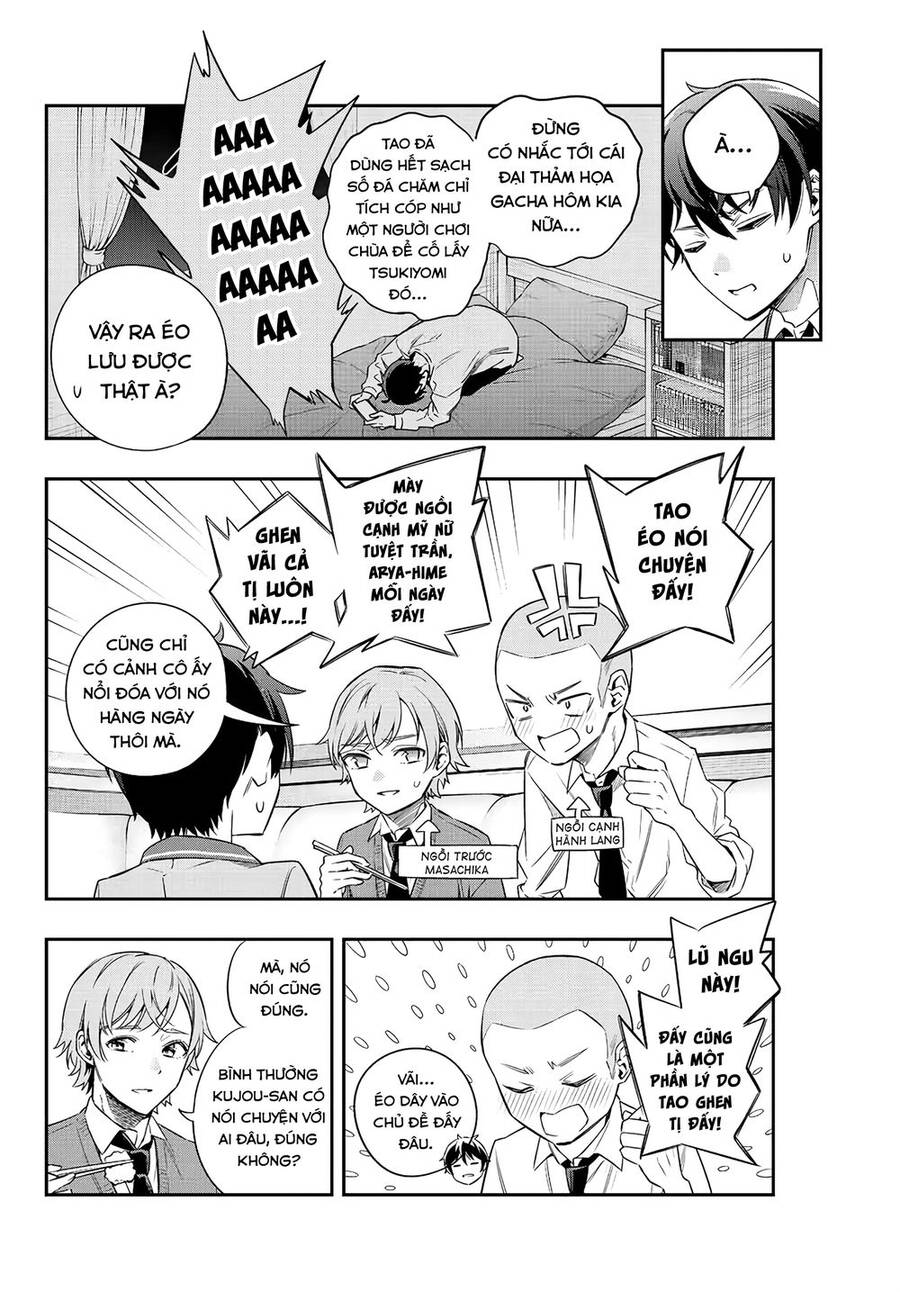 À...
ĐỪNG
CÓ NHẮC TỚI CÁI
ĐẠI THẢM HỌA
GACHA HÔM KIA
NỮA...
TAO ĐÃ
DÙNG HẾT SẠCH
SỐ ĐÁ CHĂM CHỈ
TÍCH CÓP NHƯ
MỘT NGƯỜI CHƠI
CHÙA ĐỂ CỐ LẤY
TSUKIYOMI
ĐÓ...
AAA
AAAAA
AAAAA
AAAAA
AA
VẬY RA ÉO
LƯU ĐƯỢC
THẬT À?
TAO
ÉO NÓI
CHUYỆN
ĐẤY!
MÀY
ĐƯỢC NGỒI
CẠNH MỸ NỮ
TUYỆT TRẦN,
ARYA-HIME
MỖI NGÀY
ĐẤY!
GHEN
VÃI CẢ
TỊ LUÔN
NÀY...!
CŨNG CHỈ
CÓ CẢNH CÔ ẤY
NỔI ĐÓA VỚI NÓ
HÀNG NGÀY
THÔI MÀ.
NGỒI CẠNH
HÀNH LANG
NGỒI TRƯỚC
MASACHIKA
LŨ NGU
NÀY!
ĐẤY CŨNG
LÀ MỘT
PHẦN LÝ DO
TAO GHEN
TỊ ĐẤY!
VÃI...
ÉO DÂY VÀO
CHỦ ĐỀ ĐẤY
ĐÂU.
MÀ, NÓ
NÓI CŨNG
ĐÚNG.
BÌNH THƯỜNG
KUJOU-SAN CÓ
NÓI CHUYỆN VỚI
AI ĐÂU, ĐÚNG
KHÔNG?